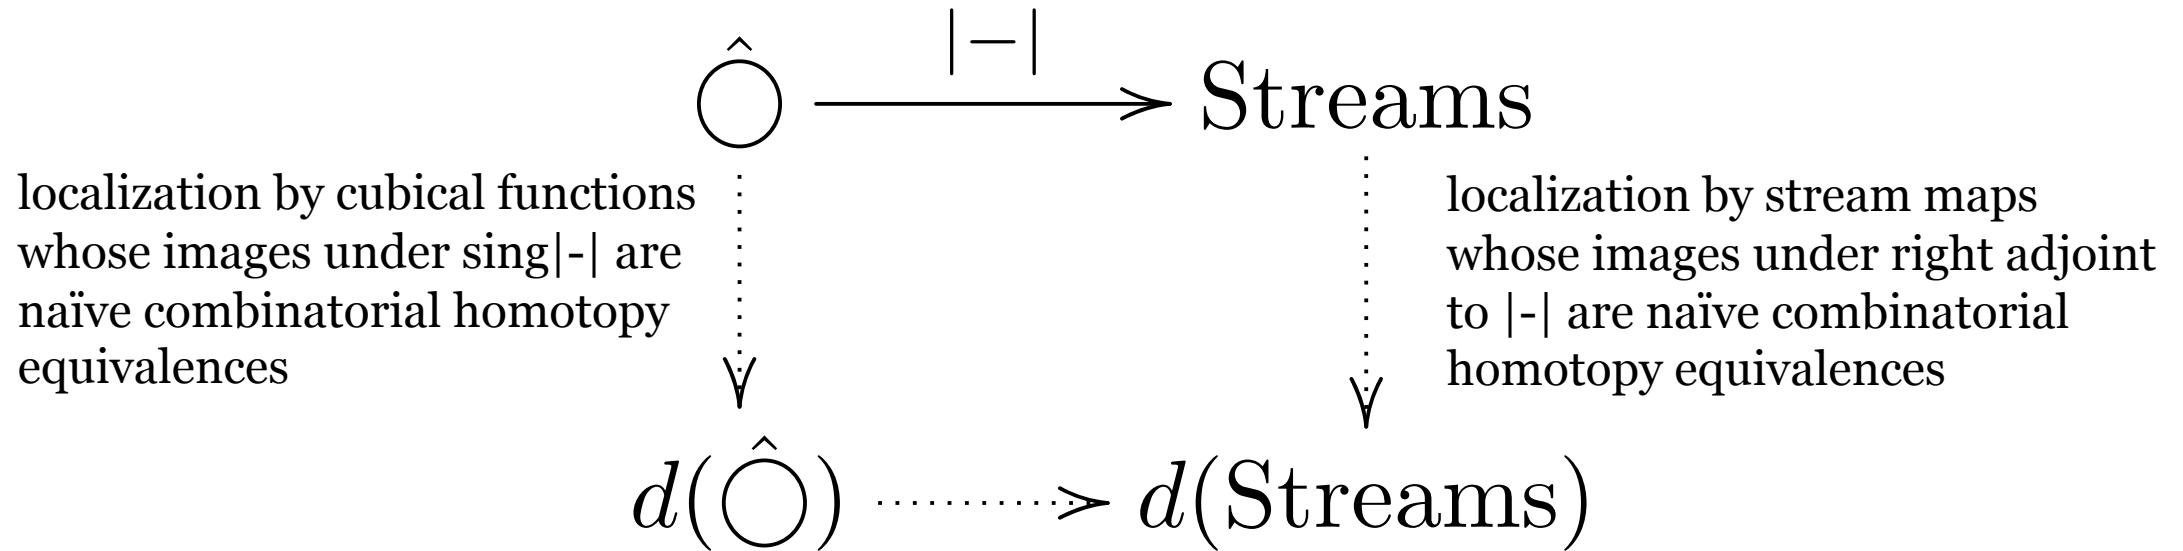 |−|
◯̂ Streams
localization by cubical functions
whose images under sing|-| are
naïve combinatorial homotopy
equivalences
localization by stream maps
whose images under right adjoint
to |-| are naïve combinatorial
homotopy equivalences
d(◯̂) d(Streams)